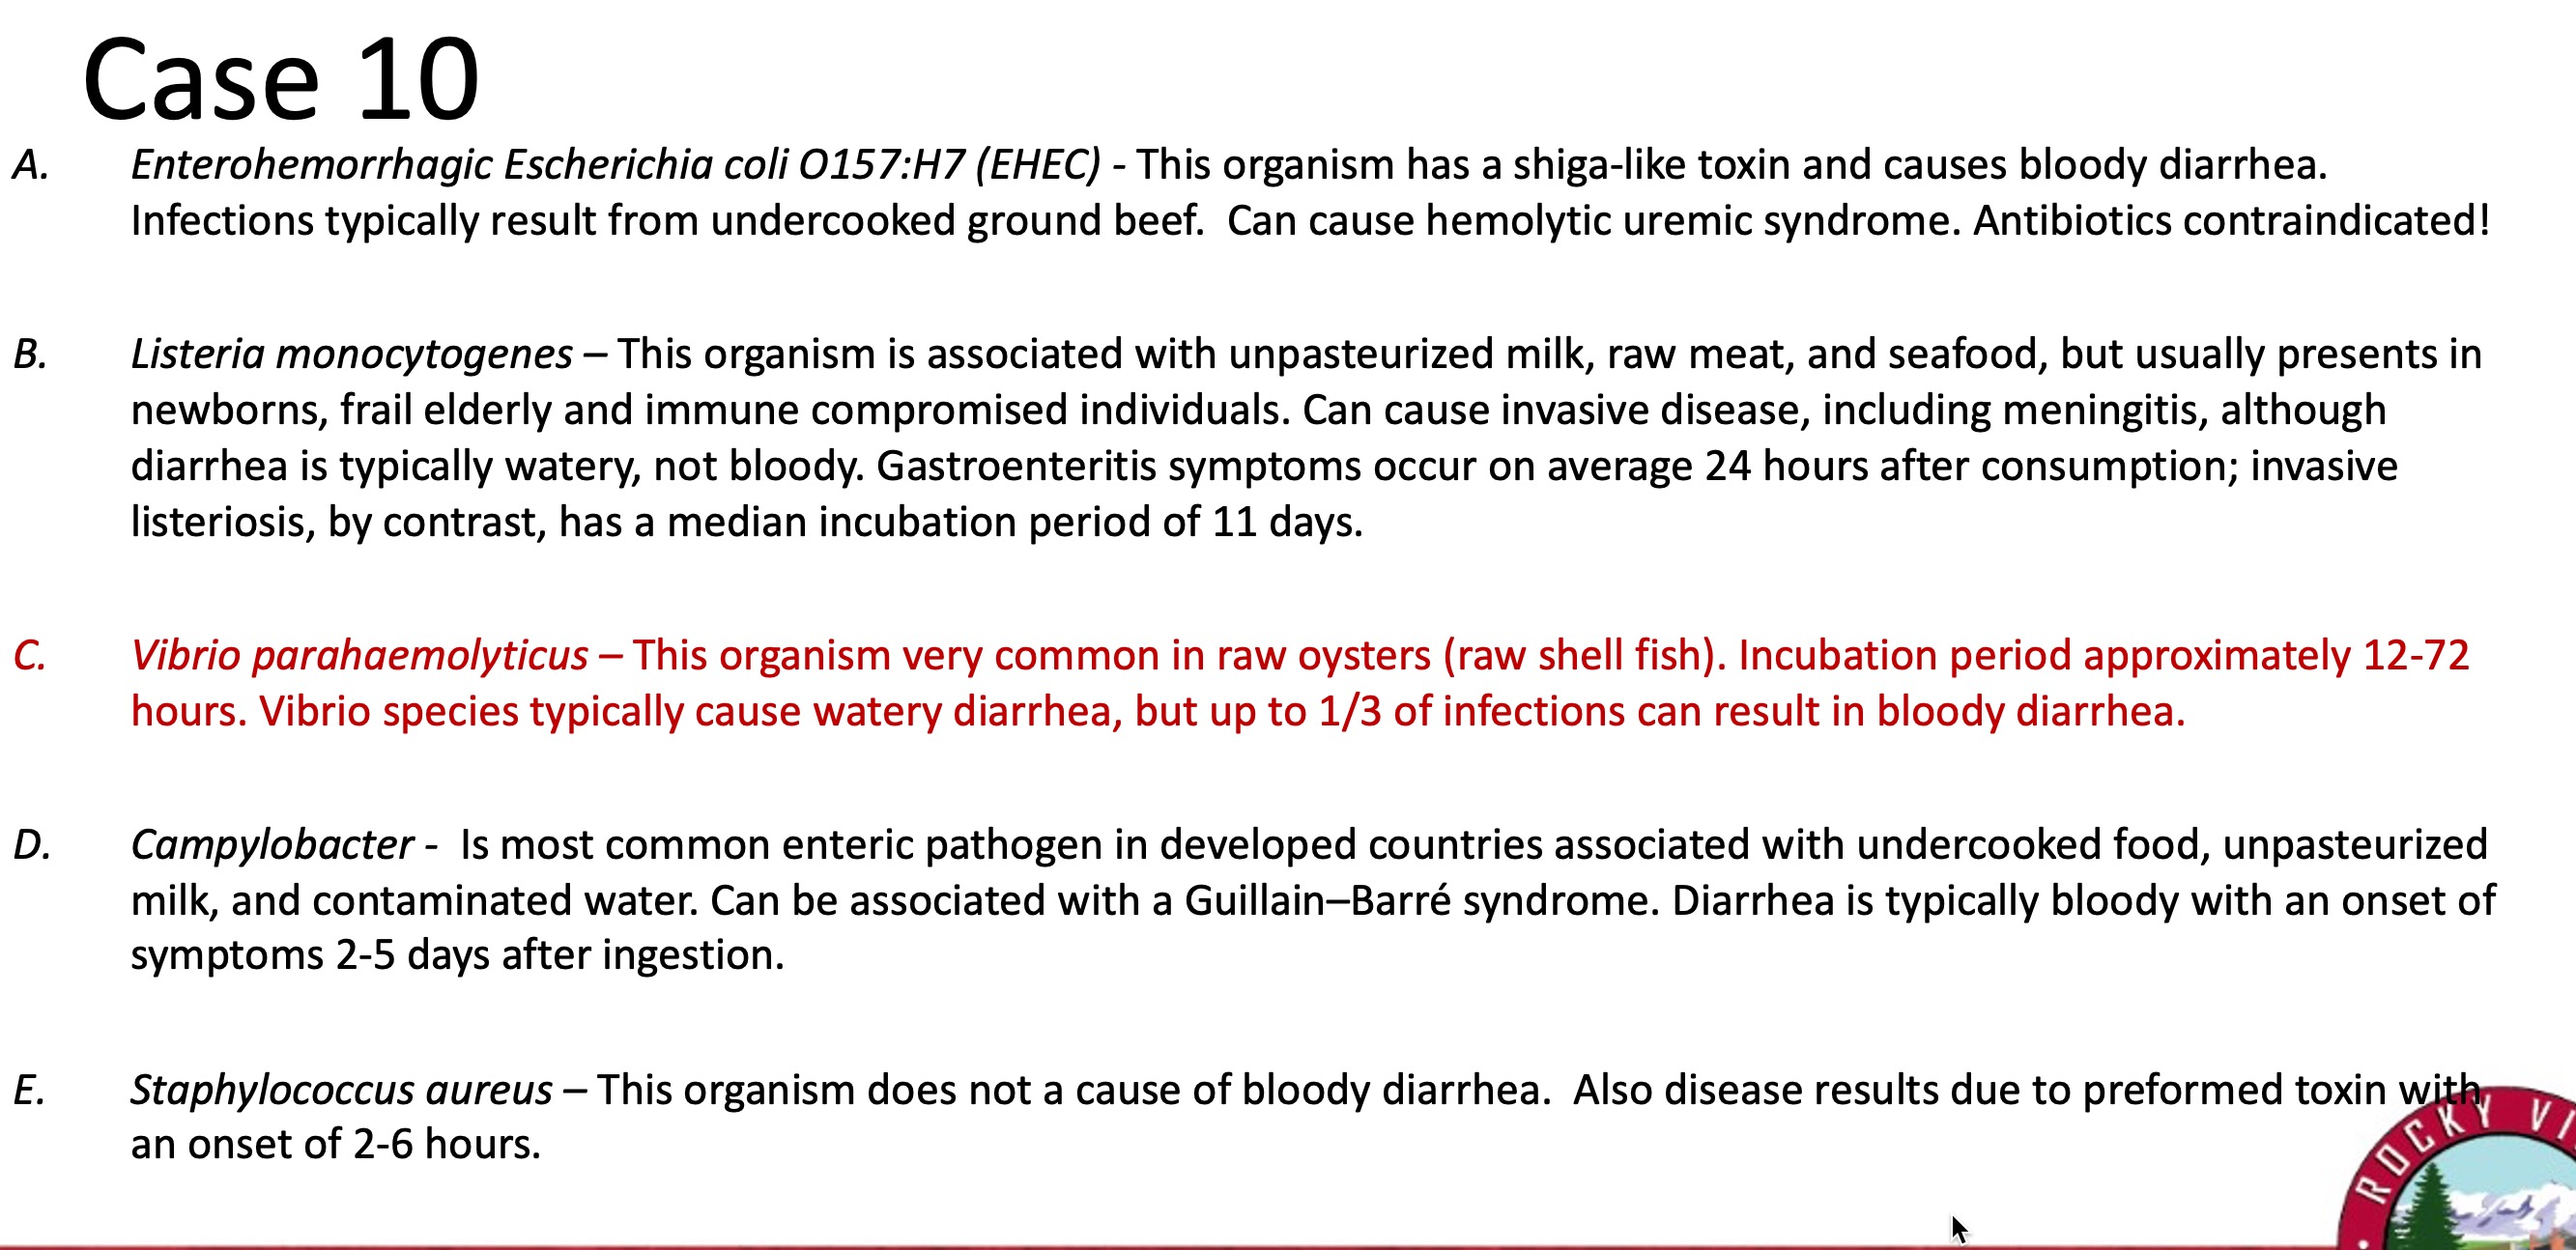 Case 10
A. Enterohemorrhagic Escherichia coli O157:H7 (EHEC) - This organism has a shiga-like toxin and causes bloody diarrhea.
Infections typically result from undercooked ground beef.  Can cause hemolytic uremic syndrome. Antibiotics contraindicated!
B. Listeria monocytogenes – This organism is associated with unpasteurized milk, raw meat, and seafood, but usually presents in
newborns, frail elderly and immune compromised individuals. Can cause invasive disease, including meningitis, although
diarrhea is typically watery, not bloody. Gastroenteritis symptoms occur on average 24 hours after consumption; invasive
listeriosis, by contrast, has a median incubation period of 11 days.
C. Vibrio parahaemolyticus – This organism very common in raw oysters (raw shell fish). Incubation period approximately 12-72
hours. Vibrio species typically cause watery diarrhea, but up to 1/3 of infections can result in bloody diarrhea.
D. Campylobacter -  Is most common enteric pathogen in developed countries associated with undercooked food, unpasteurized
milk, and contaminated water. Can be associated with a Guillain–Barré syndrome. Diarrhea is typically bloody with an onset of
symptoms 2-5 days after ingestion.
E. Staphylococcus aureus – This organism does not a cause of bloody diarrhea.  Also disease results due to preformed toxin with
an onset of 2-6 hours.
ROCKY VI